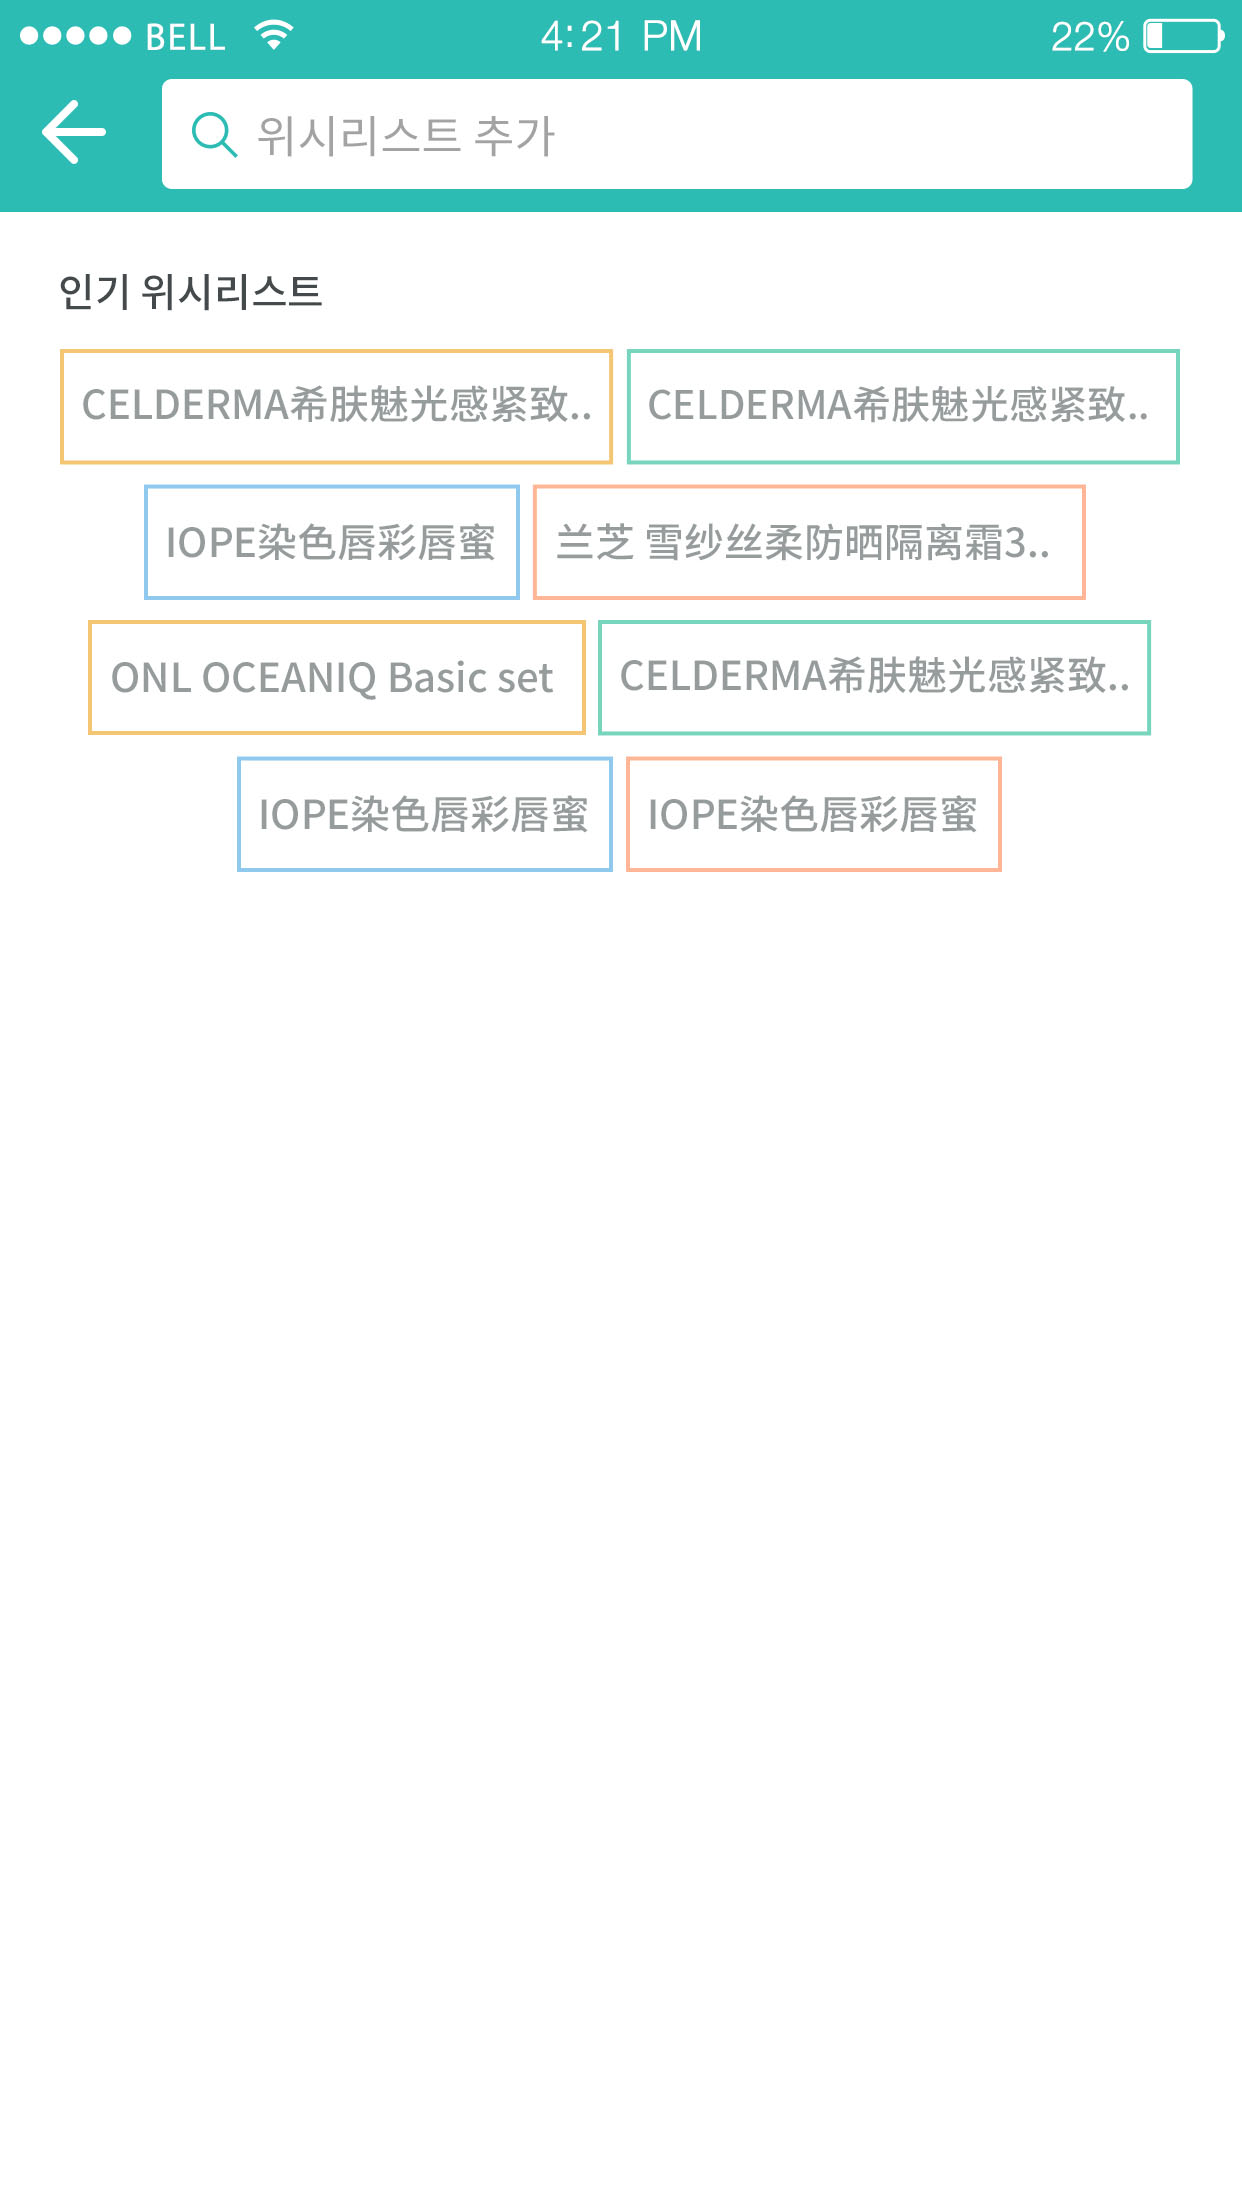 BELL 4:21 PM 22%
위시리스트 추가
인기 위시리스트
CELDERMA希肤魅光感紧致.. CELDERMA希肤魅光感紧致..
IOPE染色唇彩唇蜜 兰芝 雪纱丝柔防晒隔离霜3..
ONL OCEANIQ Basic set CELDERMA希肤魅光感紧致..
IOPE染色唇彩唇蜜 IOPE染色唇彩唇蜜